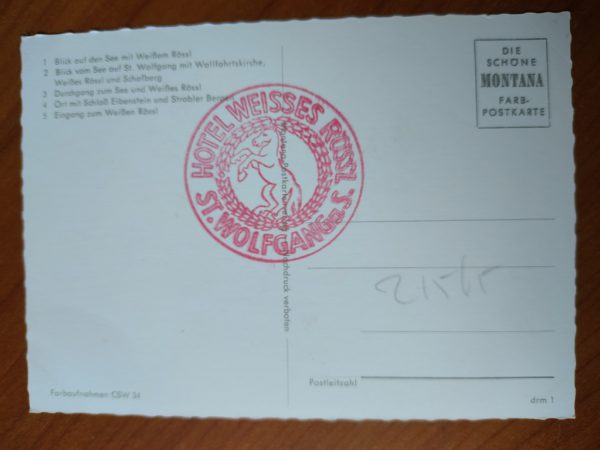 1 Blick auf den See mit Weißem Rössl
2 Blick vom See auf St. Wolfgang mit Wallfahrtskirche,
Weißes Rössl und Schafberg
3 Durchgang zum See und Weißes Rössl
4 Ort mit Schloß Eibenstein und Strobler Bergen
5 Eingang zum Weißen Rössl
HOTEL WEISSES RÖSSL
ST. WOLFGANG a. S.
Nachdruck verboten
DIE
SCHÖNE
MONTANA
FARB-
POSTKARTE
Postleitzahl
Farbaufnahmen CSW 34
drm 1